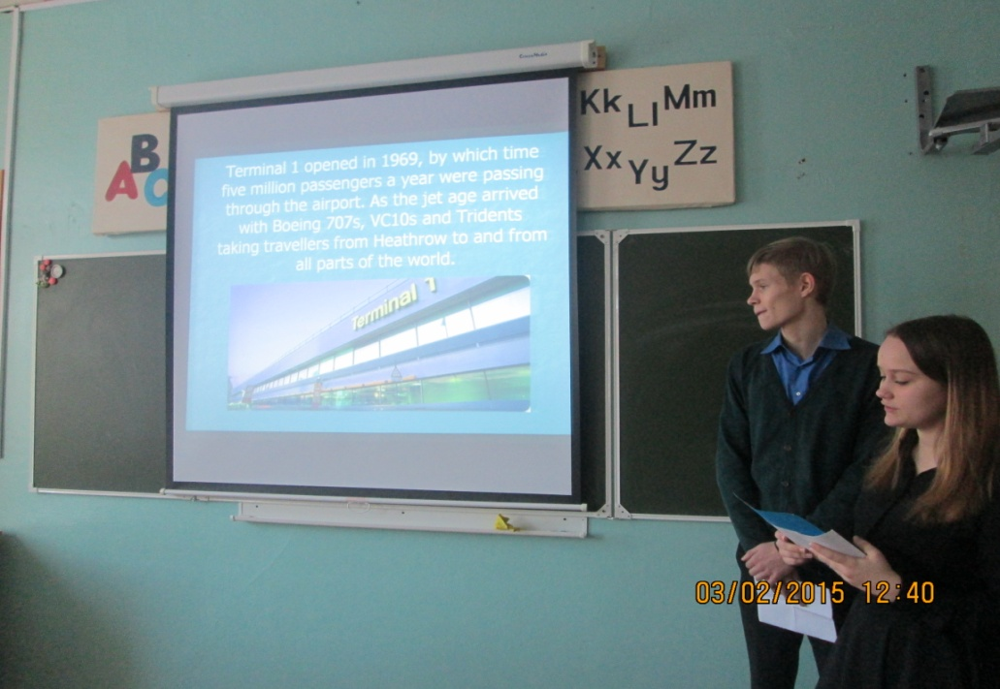 B
A
Kk Ll Mm
Xx Yy Zz
Terminal 1 opened in 1969, by which time
five million passengers a year were passing
through the airport. As the jet age arrived
with Boeing 707s, VC10s and Tridents
taking travellers from Heathrow to and from
all parts of the world.
Terminal 1
03/02/2015 12:40